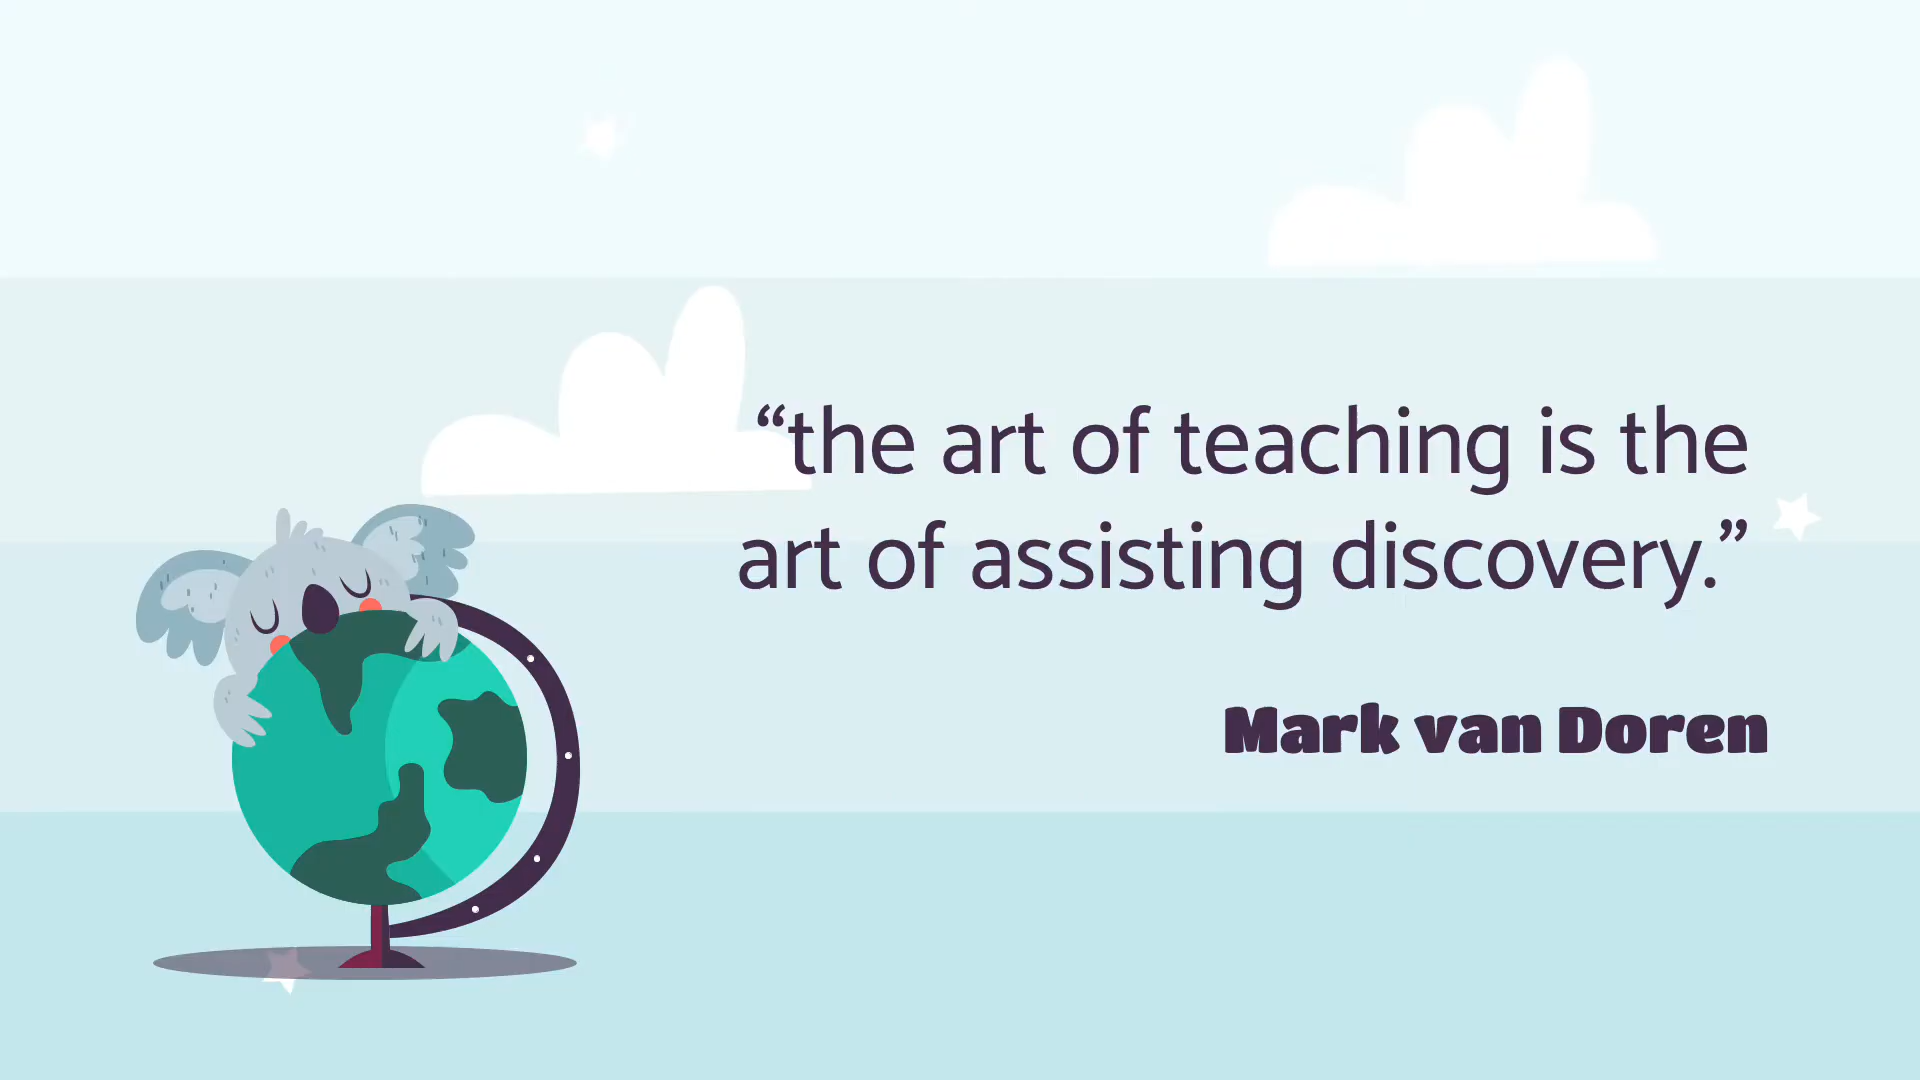 “the art of teaching is the
art of assisting discovery.”
Mark van Doren